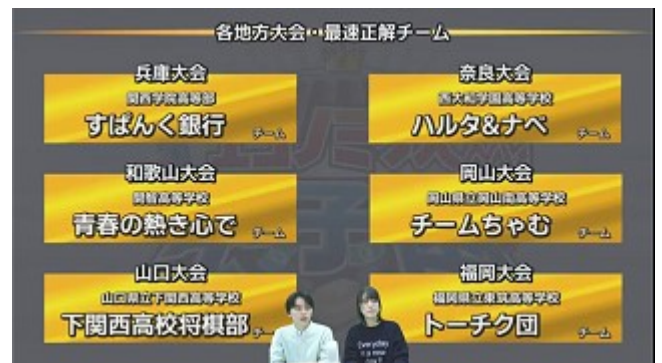 各地方大会・最速正解チーム
兵庫大会
関西学院高等部
すぱんく銀行 チーム
奈良大会
西大和学園高等学校
ハルタ&ナベ チーム
和歌山大会
開智高等学校
青春の熱き心で チーム
岡山大会
岡山県立岡山南高等学校
チームちゃむ チーム
山口大会
山口県立下関西高等学校
下関西高校将棋部
福岡大会
福岡県立東筑高等学校
トーチク団 チーム
Everyday